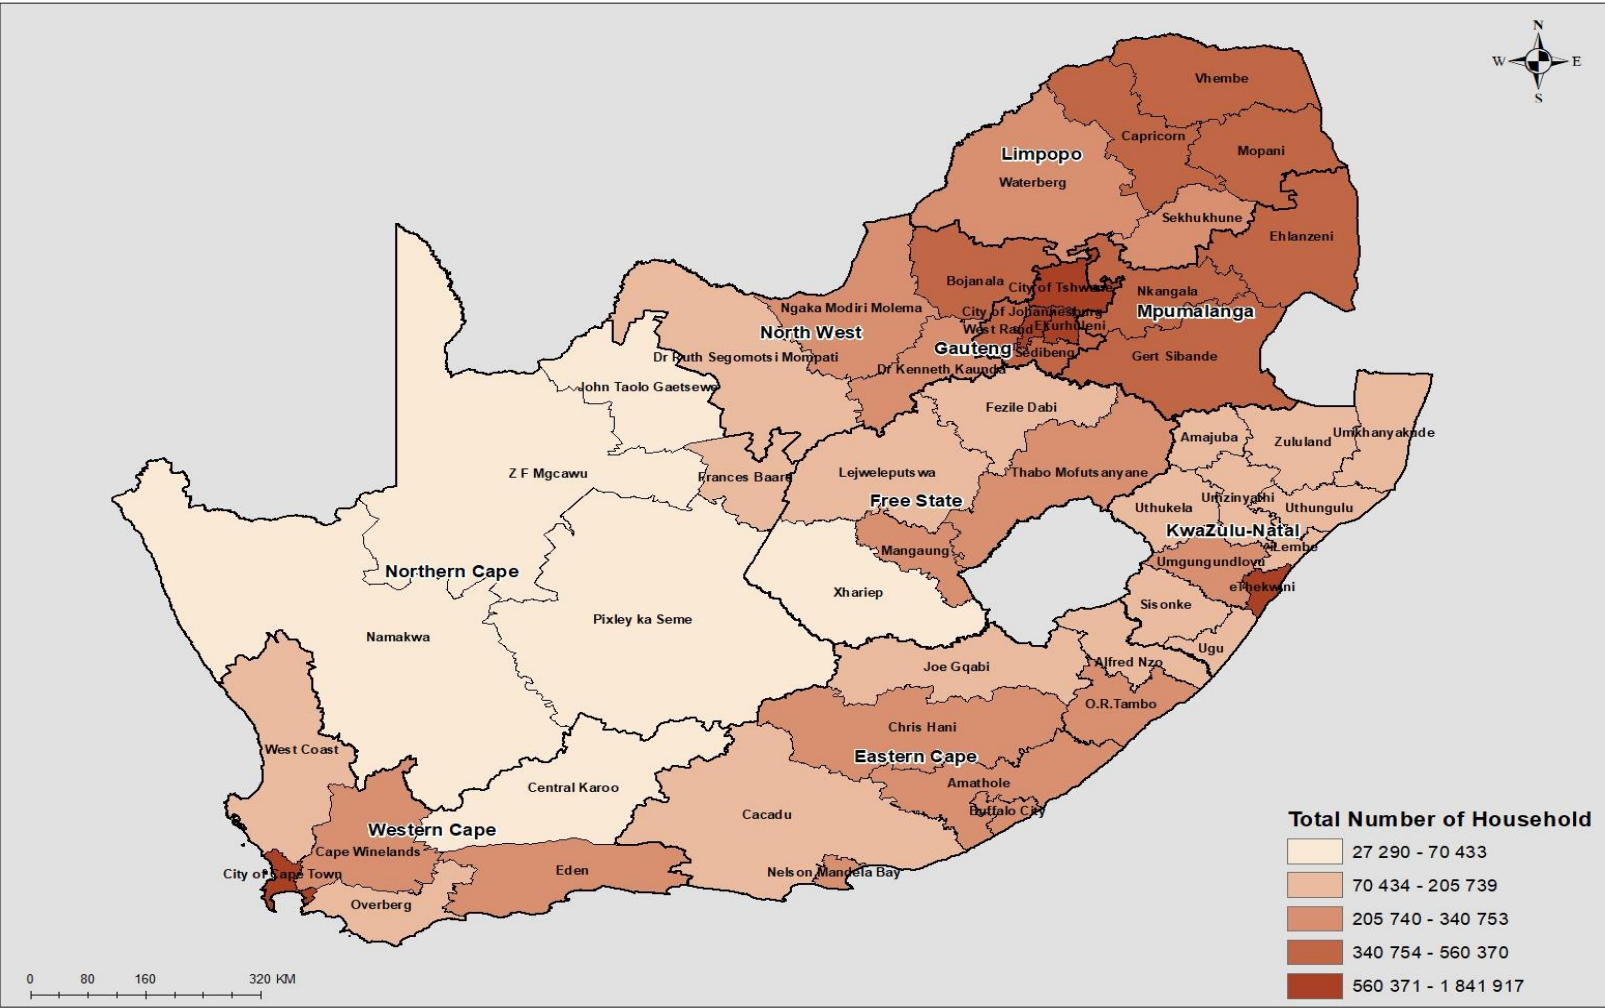 N
W E
S
Vhembe
Capricorn
Mopani
Limpopo
Waterberg
Sekhukhune
Ehlanzeni
Bojanala
City of Tshwane
Nkangala
Ngaka Modiri Molema
City of Johannesburg
Mpumalanga
North West
West Rand
Ekurhuleni
Gauteng
Sedibeng
Gert Sibande
Dr Ruth Segomotsi Mompati
Dr Kenneth Kaunda
John Taolo Gaetsewe
Fezile Dabi
Amajuba
Zululand
Umkhanyakude
Z F Mgcawu
Frances Baard
Lejweleputswa
Thabo Mofutsanyane
Free State
Umzinyathi
Uthukela
Uthungulu
KwaZulu-Natal
iLembe
Mangaung
Umgungundlovu
Northern Cape
eThekwini
Xhariep
Sisonke
Pixley ka Seme
Namakwa
Ugu
Joe Gqabi
Alfred Nzo
O.R.Tambo
Chris Hani
West Coast
Eastern Cape
Amathole
Central Karoo
Buffalo City
Cacadu
Western Cape
Cape Winelands
Eden
Nelson Mandela Bay
City of Cape Town
Overberg
Total Number of Household
27 290 - 70 433
70 434 - 205 739
205 740 - 340 753
340 754 - 560 370
560 371 - 1 841 917
0 80 160 320 KM